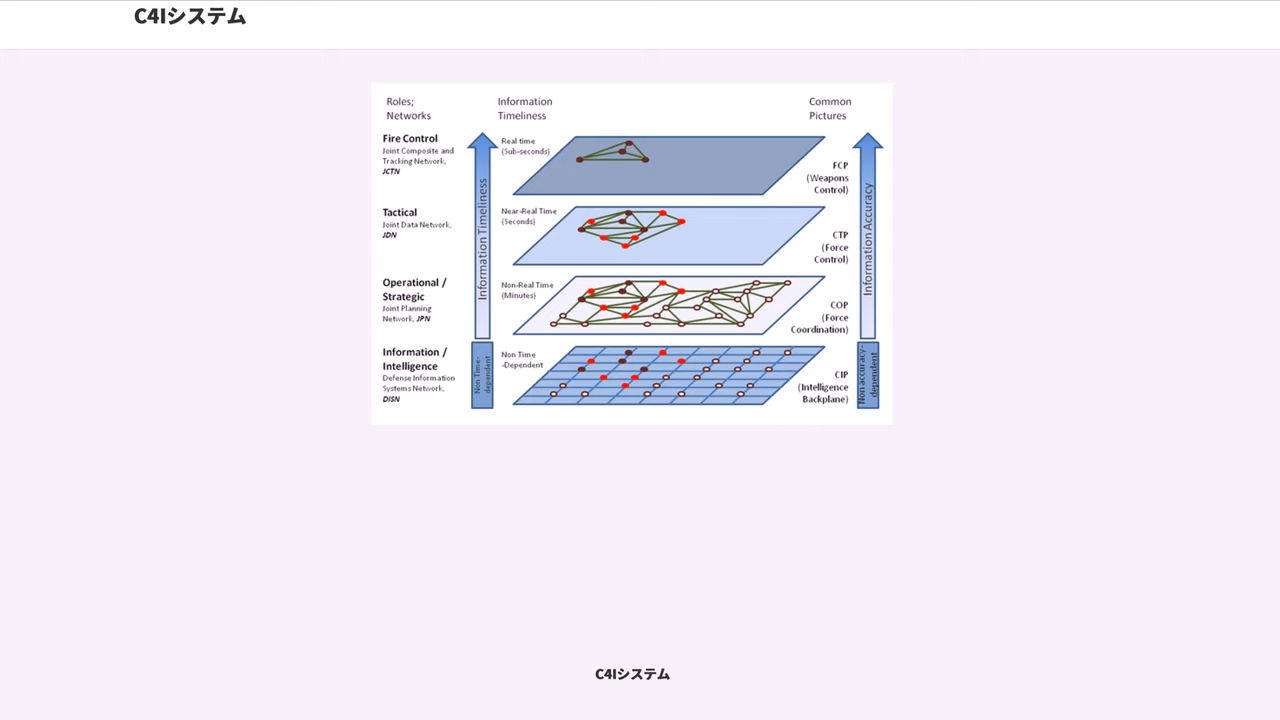 C4Iシステム
Roles;
Networks
Information
Timeliness
Common
Pictures
Fire Control
Joint Composite and
Tracking Network,
JCTN
Information Timeliness
Real time
(Sub-seconds)
FCP
(Weapons
Control)
Information Accuracy
Tactical
Joint Data Network,
JDN
Near-Real Time
(Seconds)
CTP
(Force
Control)
Operational /
Strategic
Joint Planning
Network, JPN
Non-Real Time
(Minutes)
COP
(Force
Coordination)
Information /
Intelligence
Defense Information
Systems Network,
DISN
Non Time-
dependent
Non Time
-Dependent
CIP
(Intelligence
Backplane)
Non accuracy-
dependent
C4Iシステム